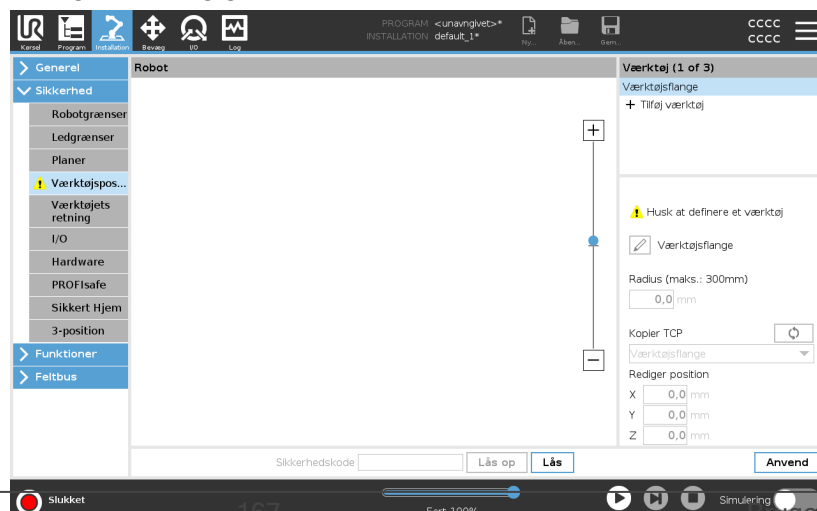 PROGRAM <unavngivet>*
INSTALLATION default_1*
CCCC
CCCC
Kørsel Program Installation Bevæg I/O Log Ny... Åben... Gem...
Generel
Sikkerhed
Robotgrænser
Ledgrænser
Planer
Værktøjspos...
Værktøjets
retning
I/O
Hardware
PROFIsafe
Sikkert Hjem
3-position
Funktioner
Feltbus
Robot
Værktøj (1 of 3)
Værktøjsflange
+ Tilføj værktøj
Husk at definere et værktøj
Værktøjsflange
Radius (maks.: 300mm)
0,0 mm
Kopier TCP
Værktøjsflange
Rediger position
X 0,0 mm
Y 0,0 mm
Z 0,0 mm
Sikkerhedskode Lås op Lås Anvend
Slukket
167
Simulering